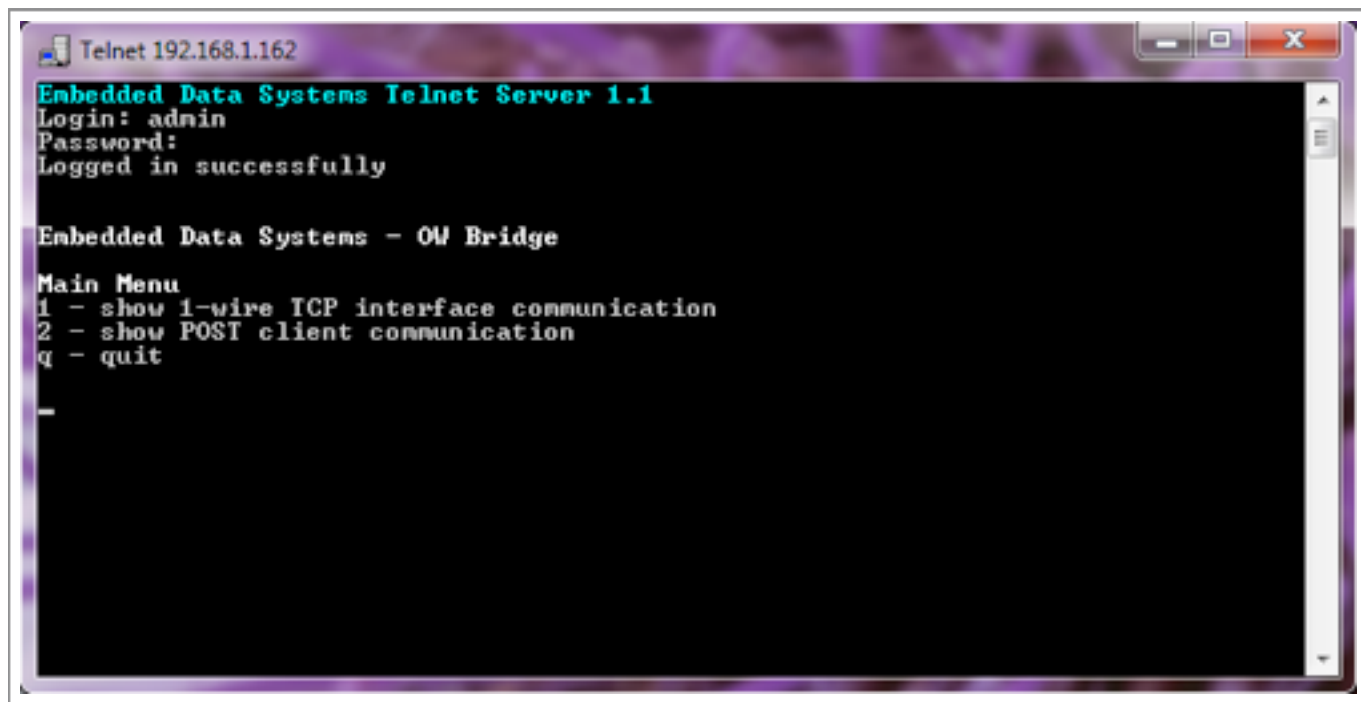 Telnet 192.168.1.162
Embedded Data Systems Telnet Server 1.1
Login: admin
Password:
Logged in successfully
Embedded Data Systems - OW Bridge
Main Menu
1 - show 1-wire TCP interface communication
2 - show POST client communication
q - quit